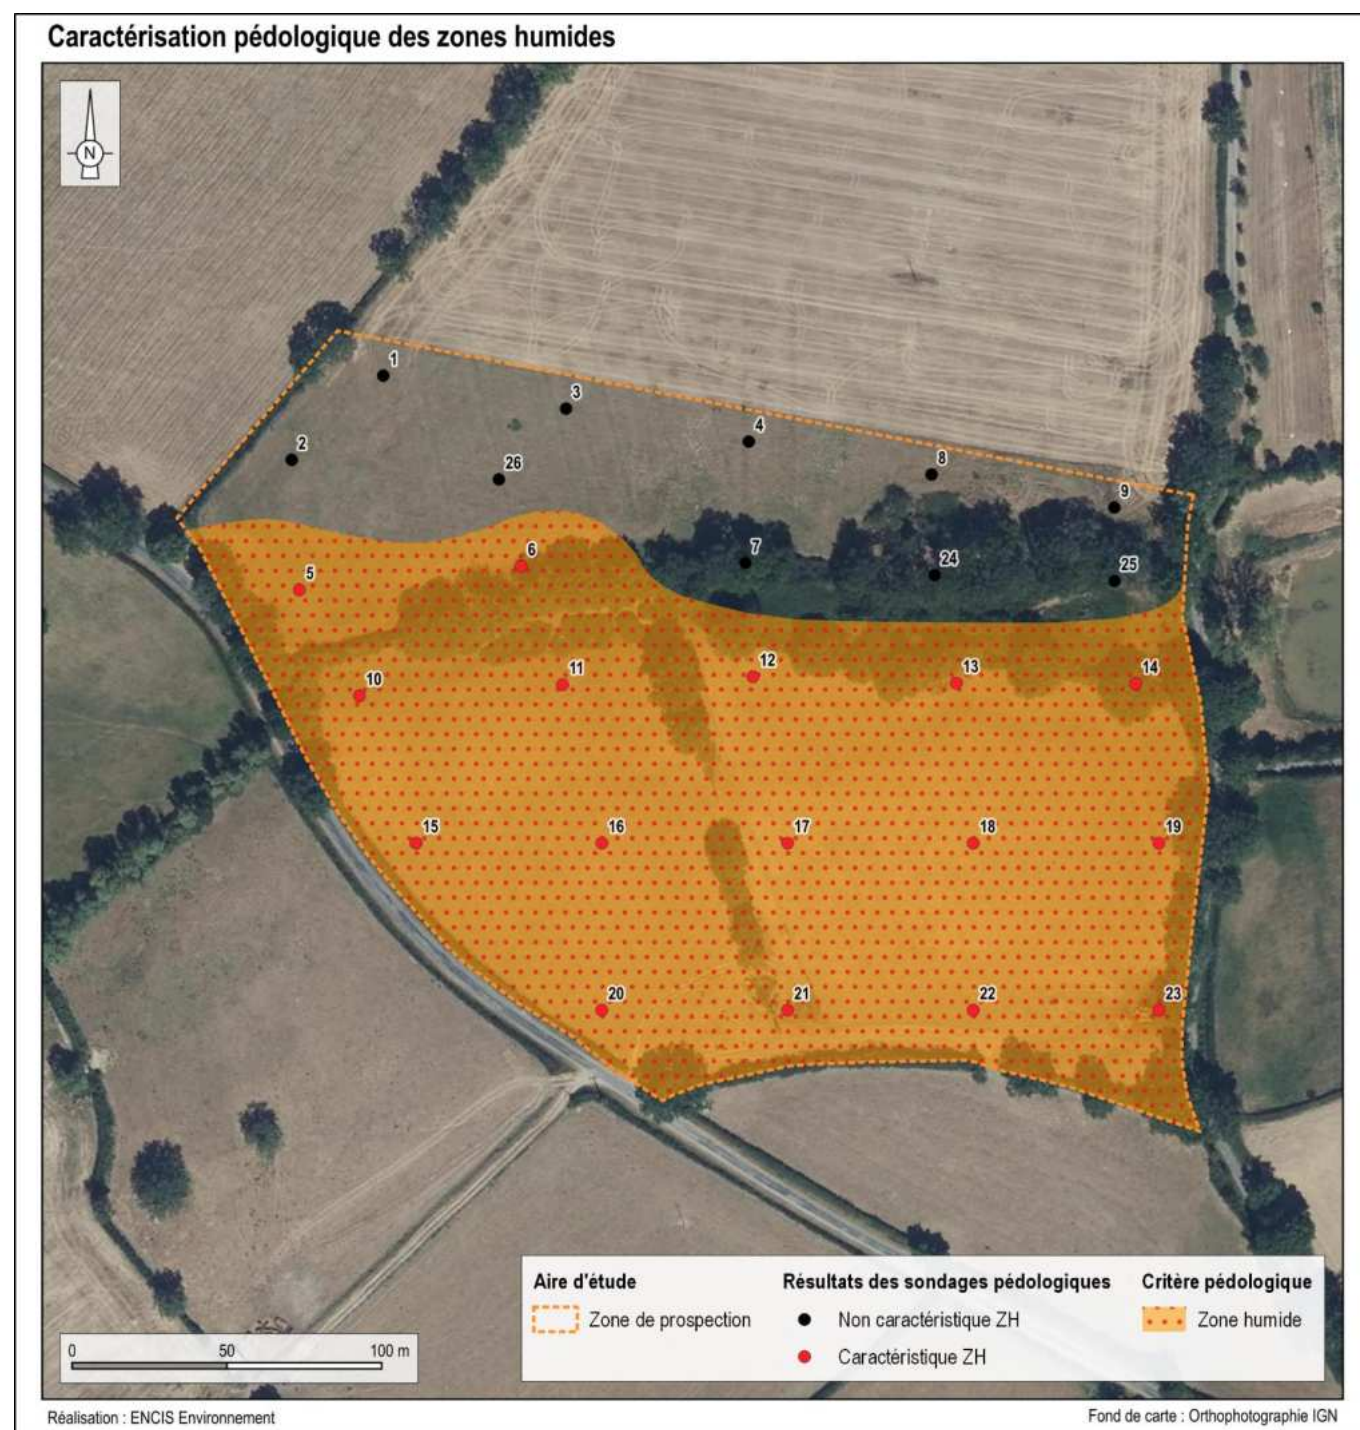 Caractérisation pédologique des zones humides
N
1
3
4
2
26
8
9
7
24
25
6
5
10
11
12
13
14
15
16
17
18
19
20
21
22
23
Aire d'étude
Zone de prospection
Résultats des sondages pédologiques
Non caractéristique ZH
Caractéristique ZH
Critère pédologique
Zone humide
0 50 100 m
Réalisation : ENCIS Environnement
Fond de carte : Orthophotographie IGN